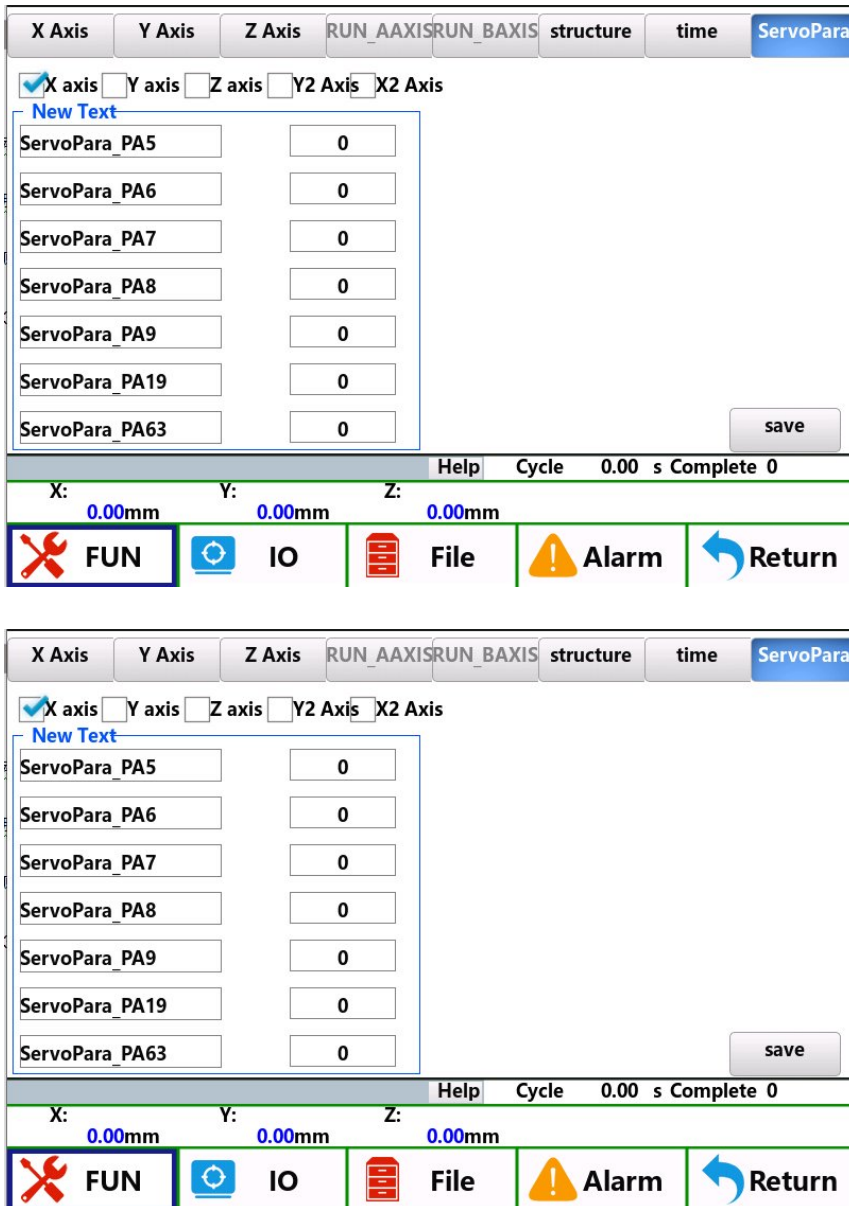 X Axis Y Axis Z Axis RUN_AAXIS RUN_BAXIS structure time ServoPara
X axis Y axis Z axis Y2 Axis X2 Axis
New Text
ServoPara_PA5 0
ServoPara_PA6 0
ServoPara_PA7 0
ServoPara_PA8 0
ServoPara_PA9 0
ServoPara_PA19 0
ServoPara_PA63 0
save
Help Cycle 0.00 s Complete 0
X: Y: Z:
0.00mm 0.00mm 0.00mm
FUN IO File Alarm Return
X Axis Y Axis Z Axis RUN_AAXIS RUN_BAXIS structure time ServoPara
X axis Y axis Z axis Y2 Axis X2 Axis
New Text
ServoPara_PA5 0
ServoPara_PA6 0
ServoPara_PA7 0
ServoPara_PA8 0
ServoPara_PA9 0
ServoPara_PA19 0
ServoPara_PA63 0
save
Help Cycle 0.00 s Complete 0
X: Y: Z:
0.00mm 0.00mm 0.00mm
FUN IO File Alarm Return